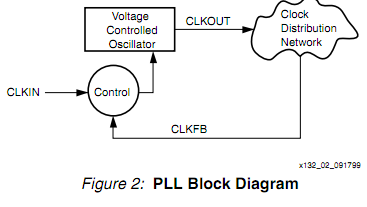 Voltage
Controlled
Oscillator
CLKOUT
Clock
Distribution
Network
CLKIN
Control
CLKFB
x132_02_091799
Figure 2: PLL Block Diagram